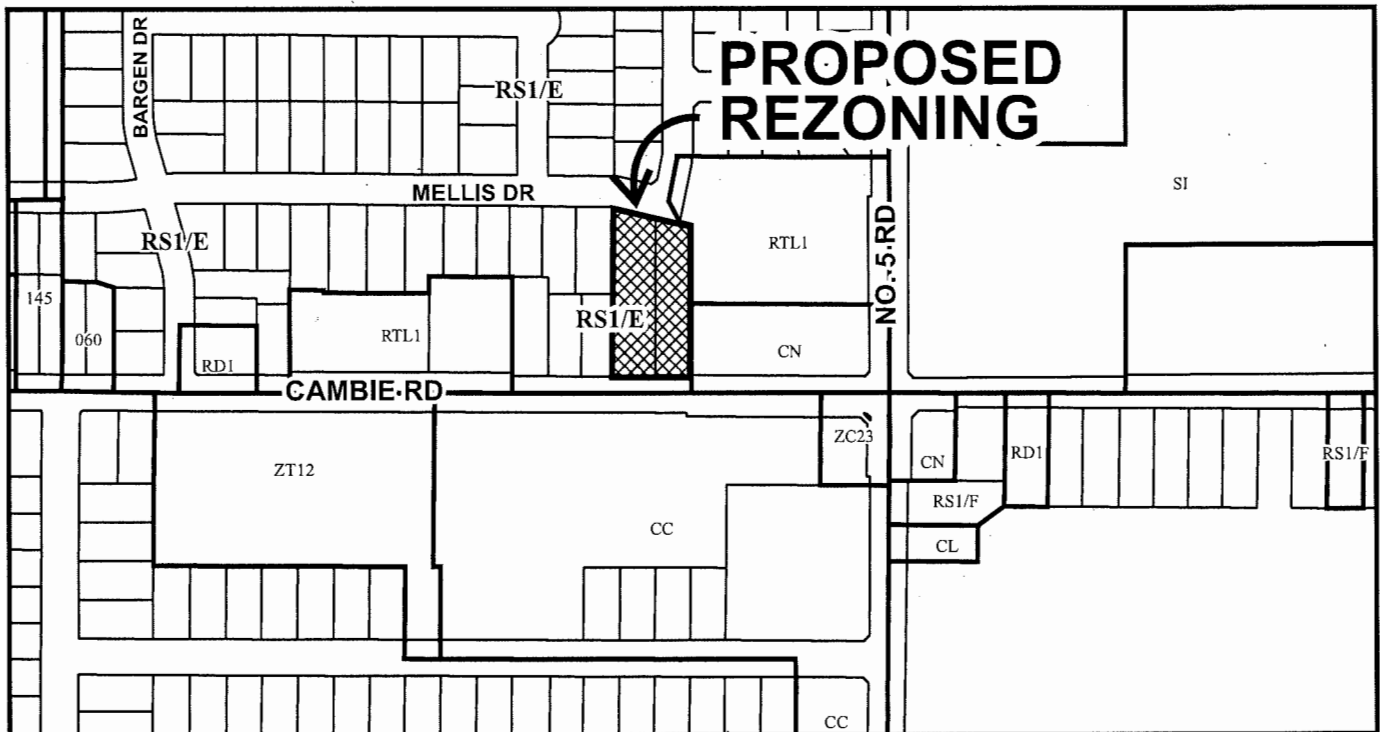 BARGEN DR
RS1/E
PROPOSED
REZONING
SI
MELLIS DR
RS1/E
RTL1
NO. 5 RD
145
060
RD1
RTL1
RS1/E
CN
CAMBIE RD
ZT12
ZC23
CN
RD1
RS1/F
RS1/F
CC
CL
CC